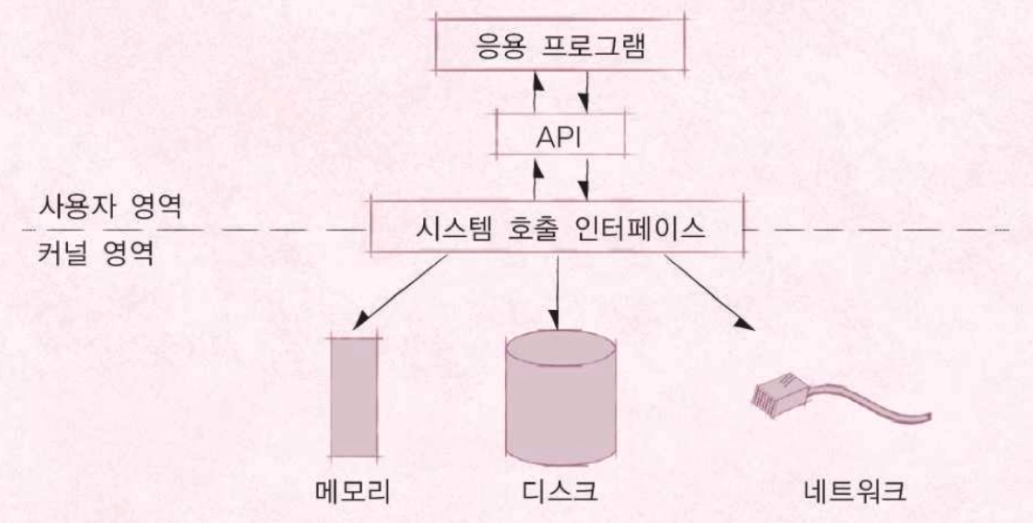 응용 프로그램
API
사용자 영역
시스템 호출 인터페이스
커널 영역
메모리
디스크
네트워크